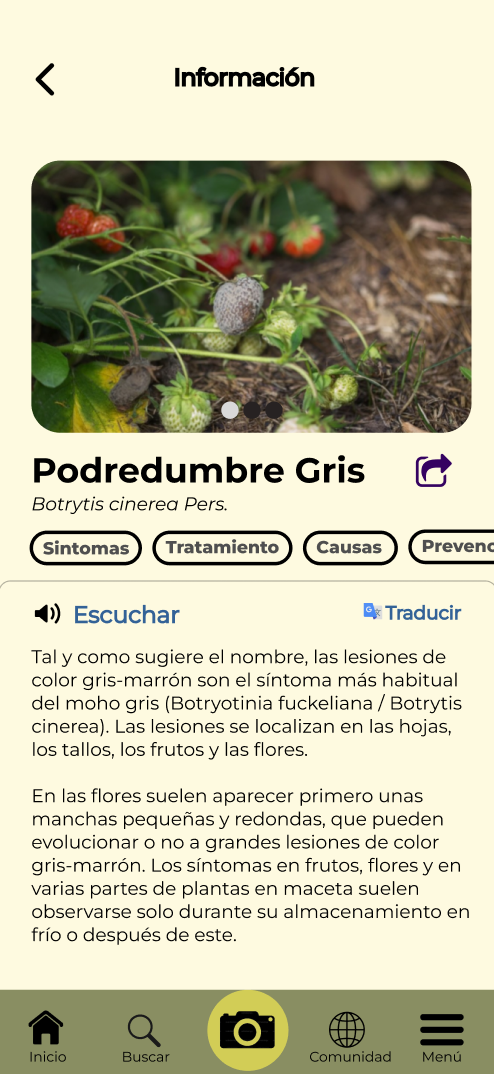 Información
Podredumbre Gris
Botrytis cinerea Pers.
Sintomas
Tratamiento
Causas
Prevenc
Escuchar
Traducir
Tal y como sugiere el nombre, las lesiones de
color gris-marrón son el síntoma más habitual
del moho gris (Botryotinia fuckeliana / Botrytis
cinerea). Las lesiones se localizan en las hojas,
los tallos, los frutos y las flores.
En las flores suelen aparecer primero unas
manchas pequeñas y redondas, que pueden
evolucionar o no a grandes lesiones de color
gris-marrón. Los síntomas en frutos, flores y en
varias partes de plantas en maceta suelen
observarse solo durante su almacenamiento en
frío o después de este.
Inicio
Buscar
Comunidad
Menú